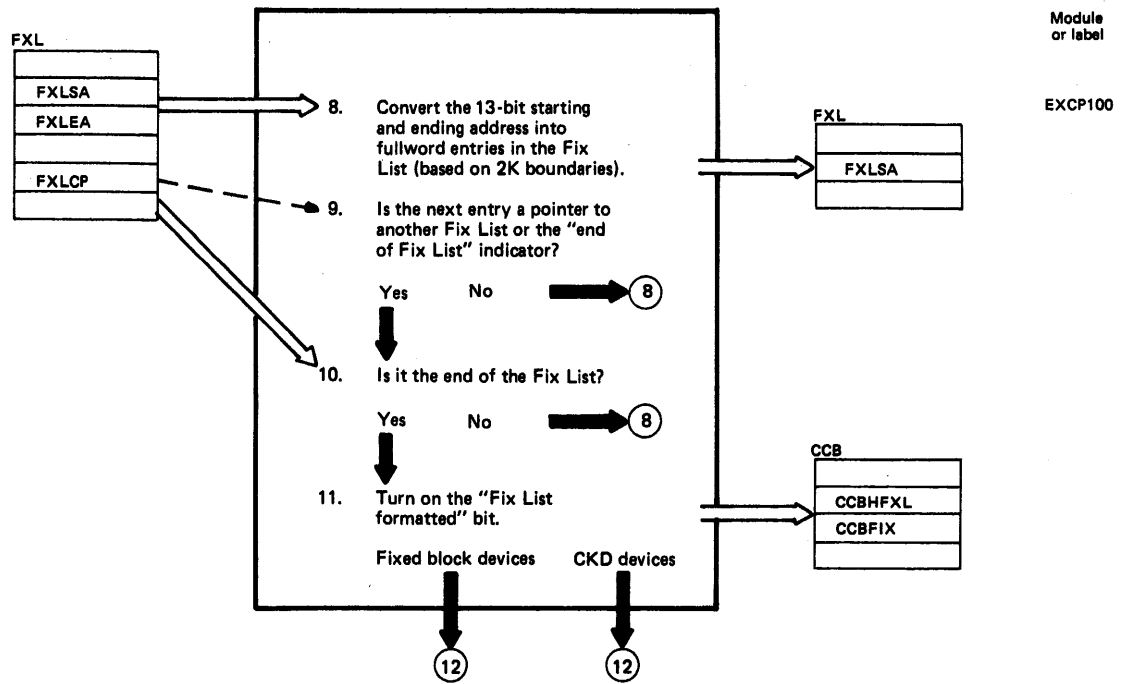 Module
or label
FXL
FXLSA
FXLEA
FXLCP
8. Convert the 13-bit starting
and ending address into
fullword entries in the Fix
List (based on 2K boundaries).
EXCP100
FXL
FXLSA
9. Is the next entry a pointer to
another Fix List or the "end
of Fix List" indicator?
Yes No 8
10. Is it the end of the Fix List?
Yes No 8
11. Turn on the "Fix List
formatted" bit.
CCB
CCBHFXL
CCBFIX
Fixed block devices CKD devices
12 12